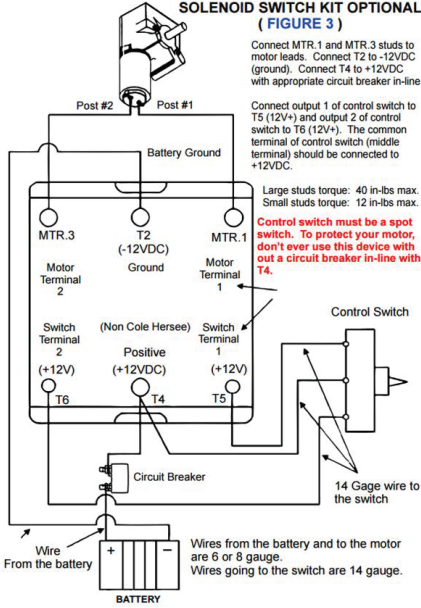 SOLENOID SWITCH KIT OPTIONAL
( FIGURE 3 )
Connect MTR.1 and MTR.3 studs to
motor leads. Connect T2 to -12VDC
(ground). Connect T4 to +12VDC
with appropriate circuit breaker in-line
Connect output 1 of control switch to
T5 (12V+) and output 2 of control
switch to T6 (12V+). The common
terminal of control switch (middle
terminal) should be connected to
+12VDC.
Large studs torque: 40 in-lbs max.
Small studs torque: 12 in-lbs max.
Control switch must be a spot
switch. To protect your motor,
don't ever use this device with
out a circuit breaker in-line with
T4.
Post #2
Post #1
Battery Ground
MTR.3
T2
(-12VDC)
MTR.1
Motor
Terminal
2
Ground
Motor
Terminal
1
Switch
Terminal
2
(+12V)
(Non Cole Hersee)
Positive
(+12VDC)
Switch
Terminal
1
(+12V)
T6
T4
T5
Control Switch
Circuit Breaker
14 Gage wire to
the switch
Wire
From the battery
+
−
BATTERY
Wires from the battery and to the motor
are 6 or 8 gauge.
Wires going to the switch are 14 gauge.